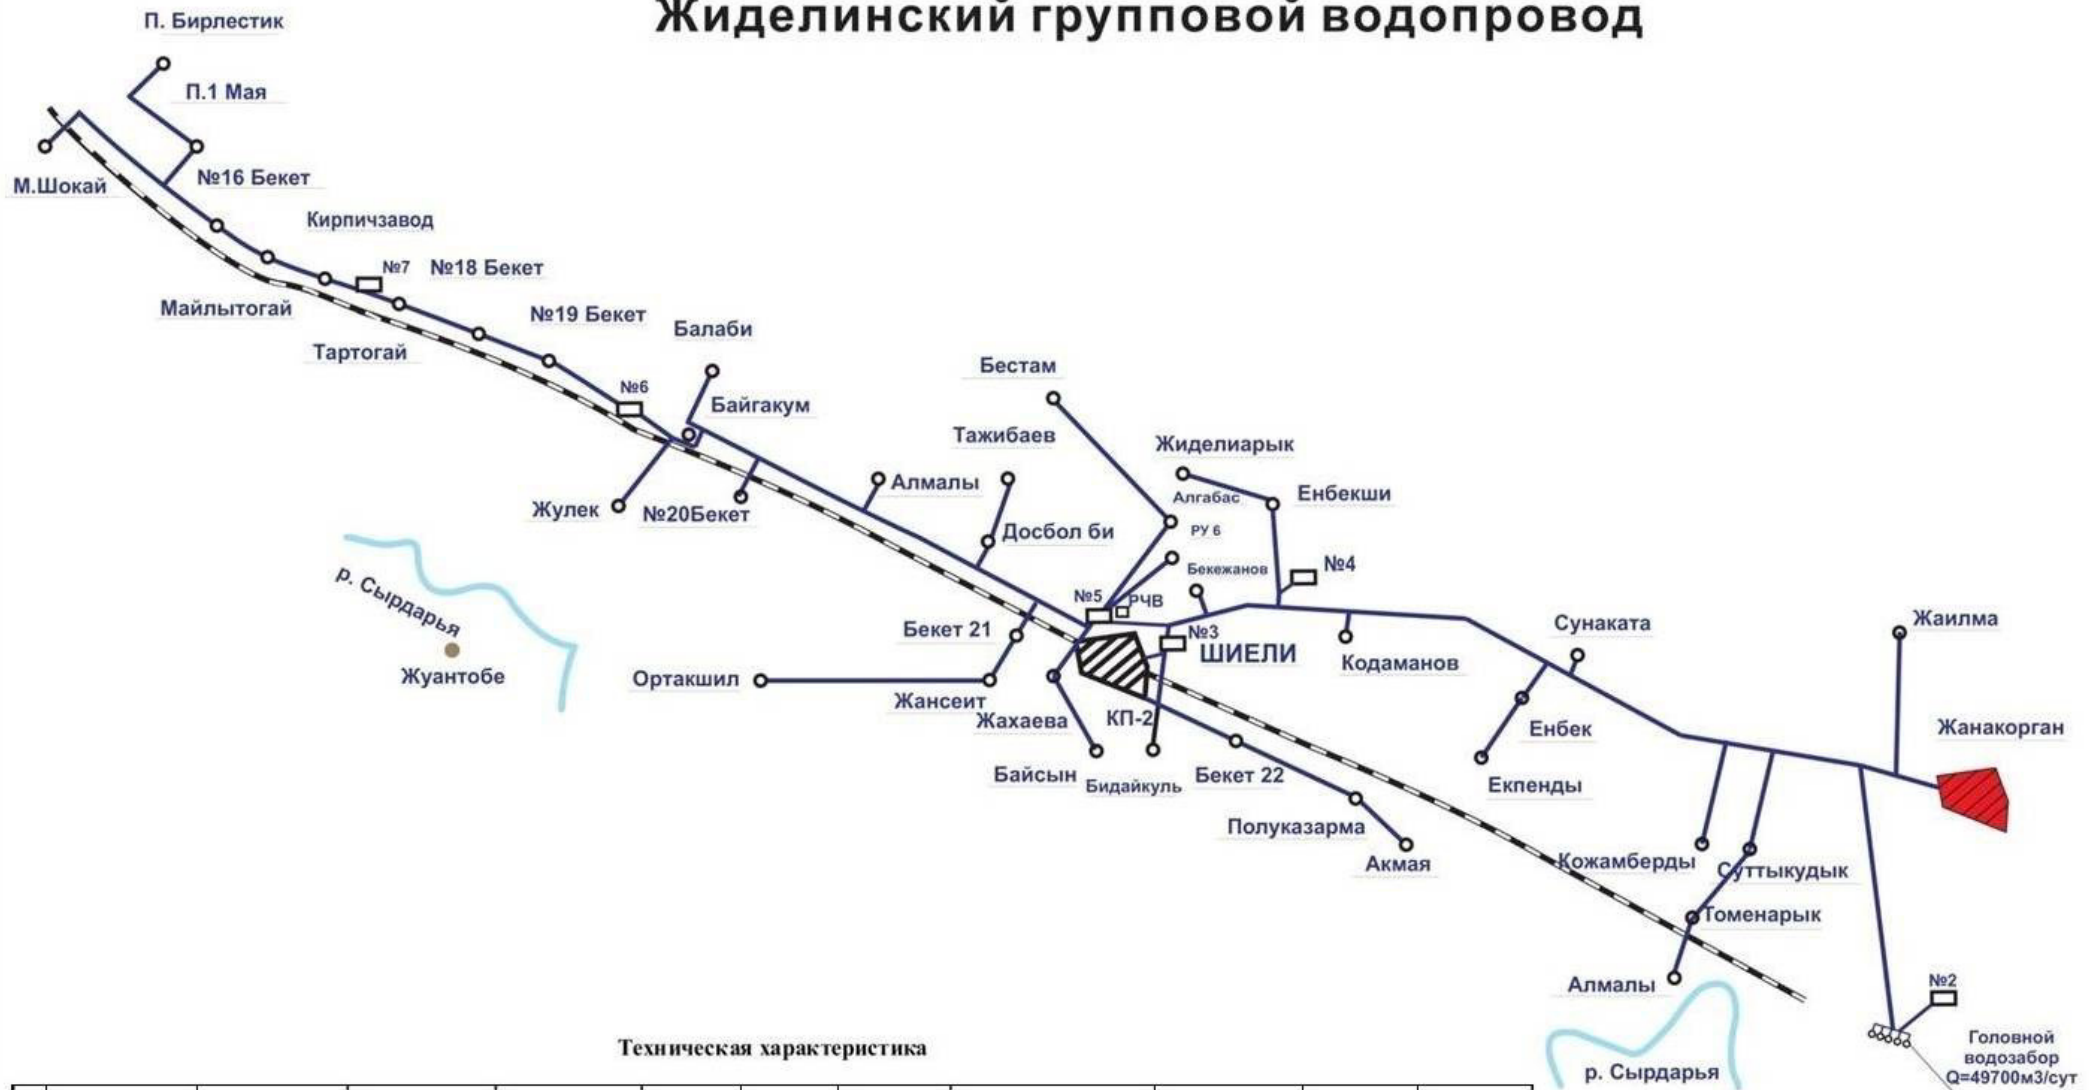 Жиделинский групповой водопровод
П. Бирлестик
П.1 Мая
М.Шокай
№16 Бекет
Кирпичзавод
№7
№18 Бекет
Майлытогай
Тартогай
№19 Бекет
Балаби
№6
Байгакум
Бестам
Тажибаев
Жиделиарык
Алмалы
Алгабас
Енбекши
Жулек
№20Бекет
Досбол би
РУ 6
№4
Бекежанов
р. Сырдарья
№5
РЧВ
Жуантобе
Бекет 21
№3
ШИЕЛИ
Сунаката
Жаилма
Кодаманов
Ортакшил
Жансеит
Жахаева
КП-2
Енбек
Жанакорган
Байсын
Бидайкуль
Бекет 22
Екпенды
Полуказарма
Акмая
Кожамберды
Суттыкудык
Томенарык
Алмалы
№2
р. Сырдарья
Головной
водозабор
Q=49700м3/сут
Техническая характеристика